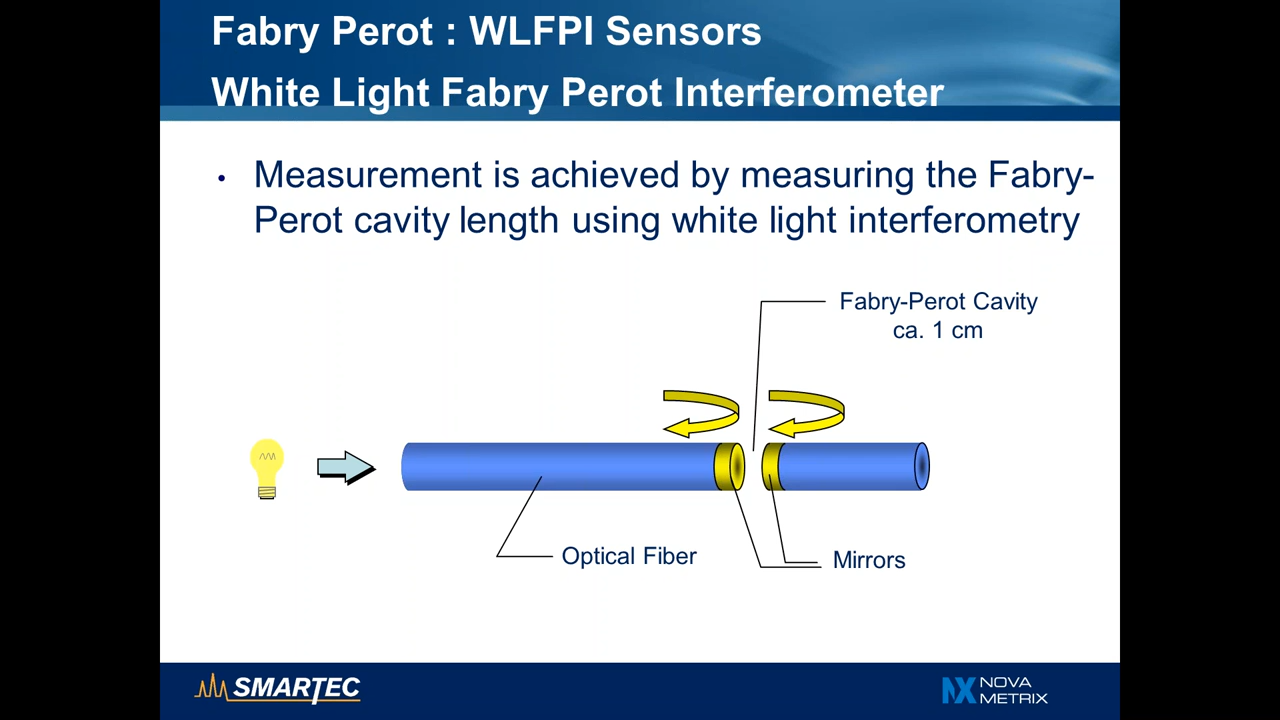 Fabry Perot : WLFPI Sensors
White Light Fabry Perot Interferometer
• Measurement is achieved by measuring the Fabry-
Perot cavity length using white light interferometry
Fabry-Perot Cavity
ca. 1 cm
Optical Fiber
Mirrors
SMARTEC
NOVA
METRIX